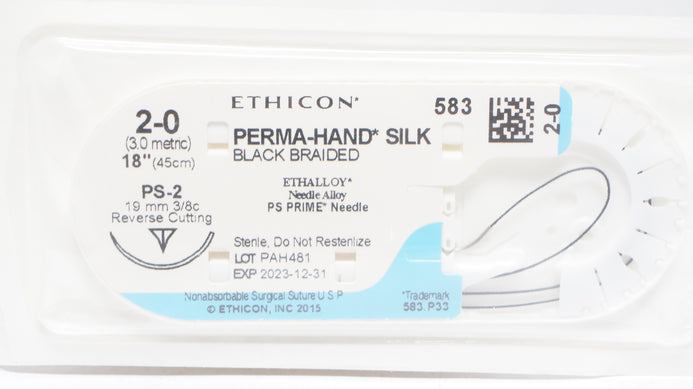 ETHICON*
583
2-0
2-0
(3.0 metric)
18" (45cm)
PERMA-HAND* SILK
BLACK BRAIDED
PS-2
19 mm 3/8c
Reverse Cutting
ETHALLOY*
Needle Alloy
PS PRIME* Needle
Sterile, Do Not Resterilize
LOT PAH481
EXP 2023-12-31
Nonabsorbable Surgical Suture U S P
© ETHICON, INC 2015
*Trademark
583.P33